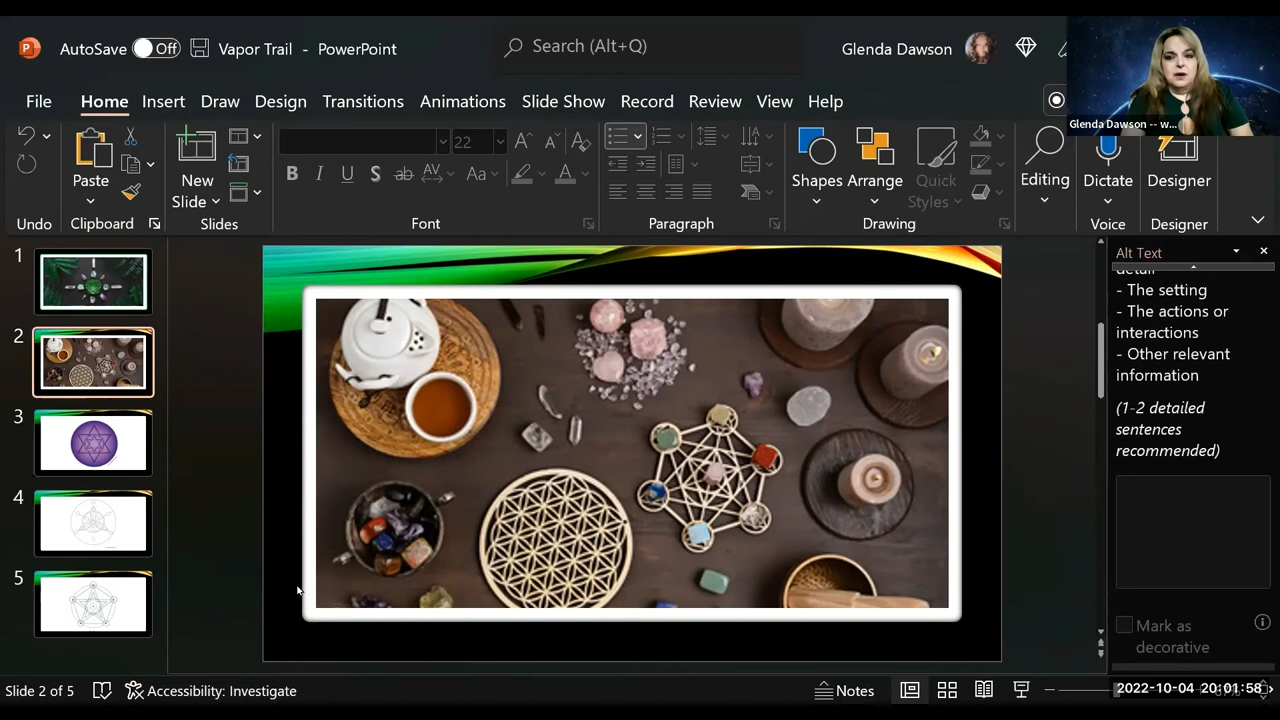 AutoSave Off Vapor Trail - PowerPoint Search (Alt+Q) Glenda Dawson
File Home Insert Draw Design Transitions Animations Slide Show Record Review View Help
Glenda Dawson -- w...
22
B I U S ab AV Aa A
Paste New Slide Shapes Arrange Quick Styles Editing Dictate Designer
Undo Clipboard Slides Font Paragraph Drawing Voice Designer
1
2
3
4
5
Alt Text
detail
- The setting
- The actions or
interactions
- Other relevant
information
(1-2 detailed
sentences
recommended)
Mark as
decorative
Slide 2 of 5 Accessibility: Investigate Notes
2022-10-04 20:01:58